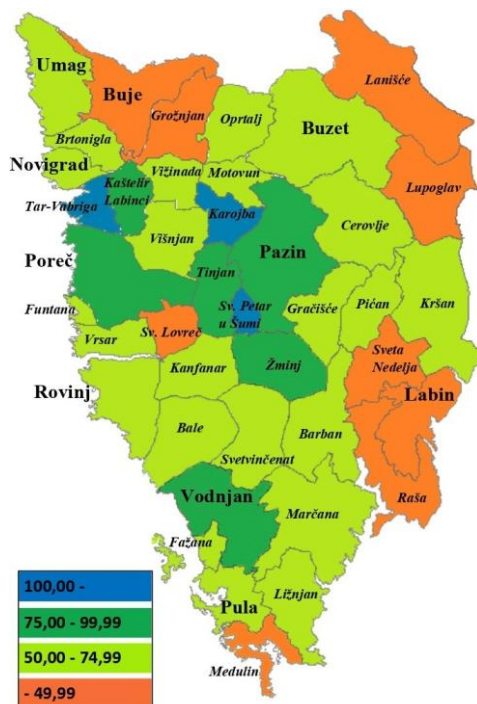 Umag
Buje
Lanišće
Grožnjan
Oprtalj
Buzet
Brtonigla
Novigrad
Kaštelir
Labinci
Vižinada
Motovun
Lupoglav
Tar-Vabriga
Karojba
Višnjan
Pazin
Cerovlje
Poreč
Tinjan
Sv. Petar
u Šumi
Gračišće
Pićan
Kršan
Funtana
Vrsar
Sv. Lovreč
Žminj
Sveta
Nedelja
Kanfanar
Rovinj
Labin
Bale
Barban
Svetvinčenat
Raša
Vodnjan
Marčana
Fažana
Pula
Ližnjan
Medulin
100,00 -
75,00 - 99,99
50,00 - 74,99
- 49,99